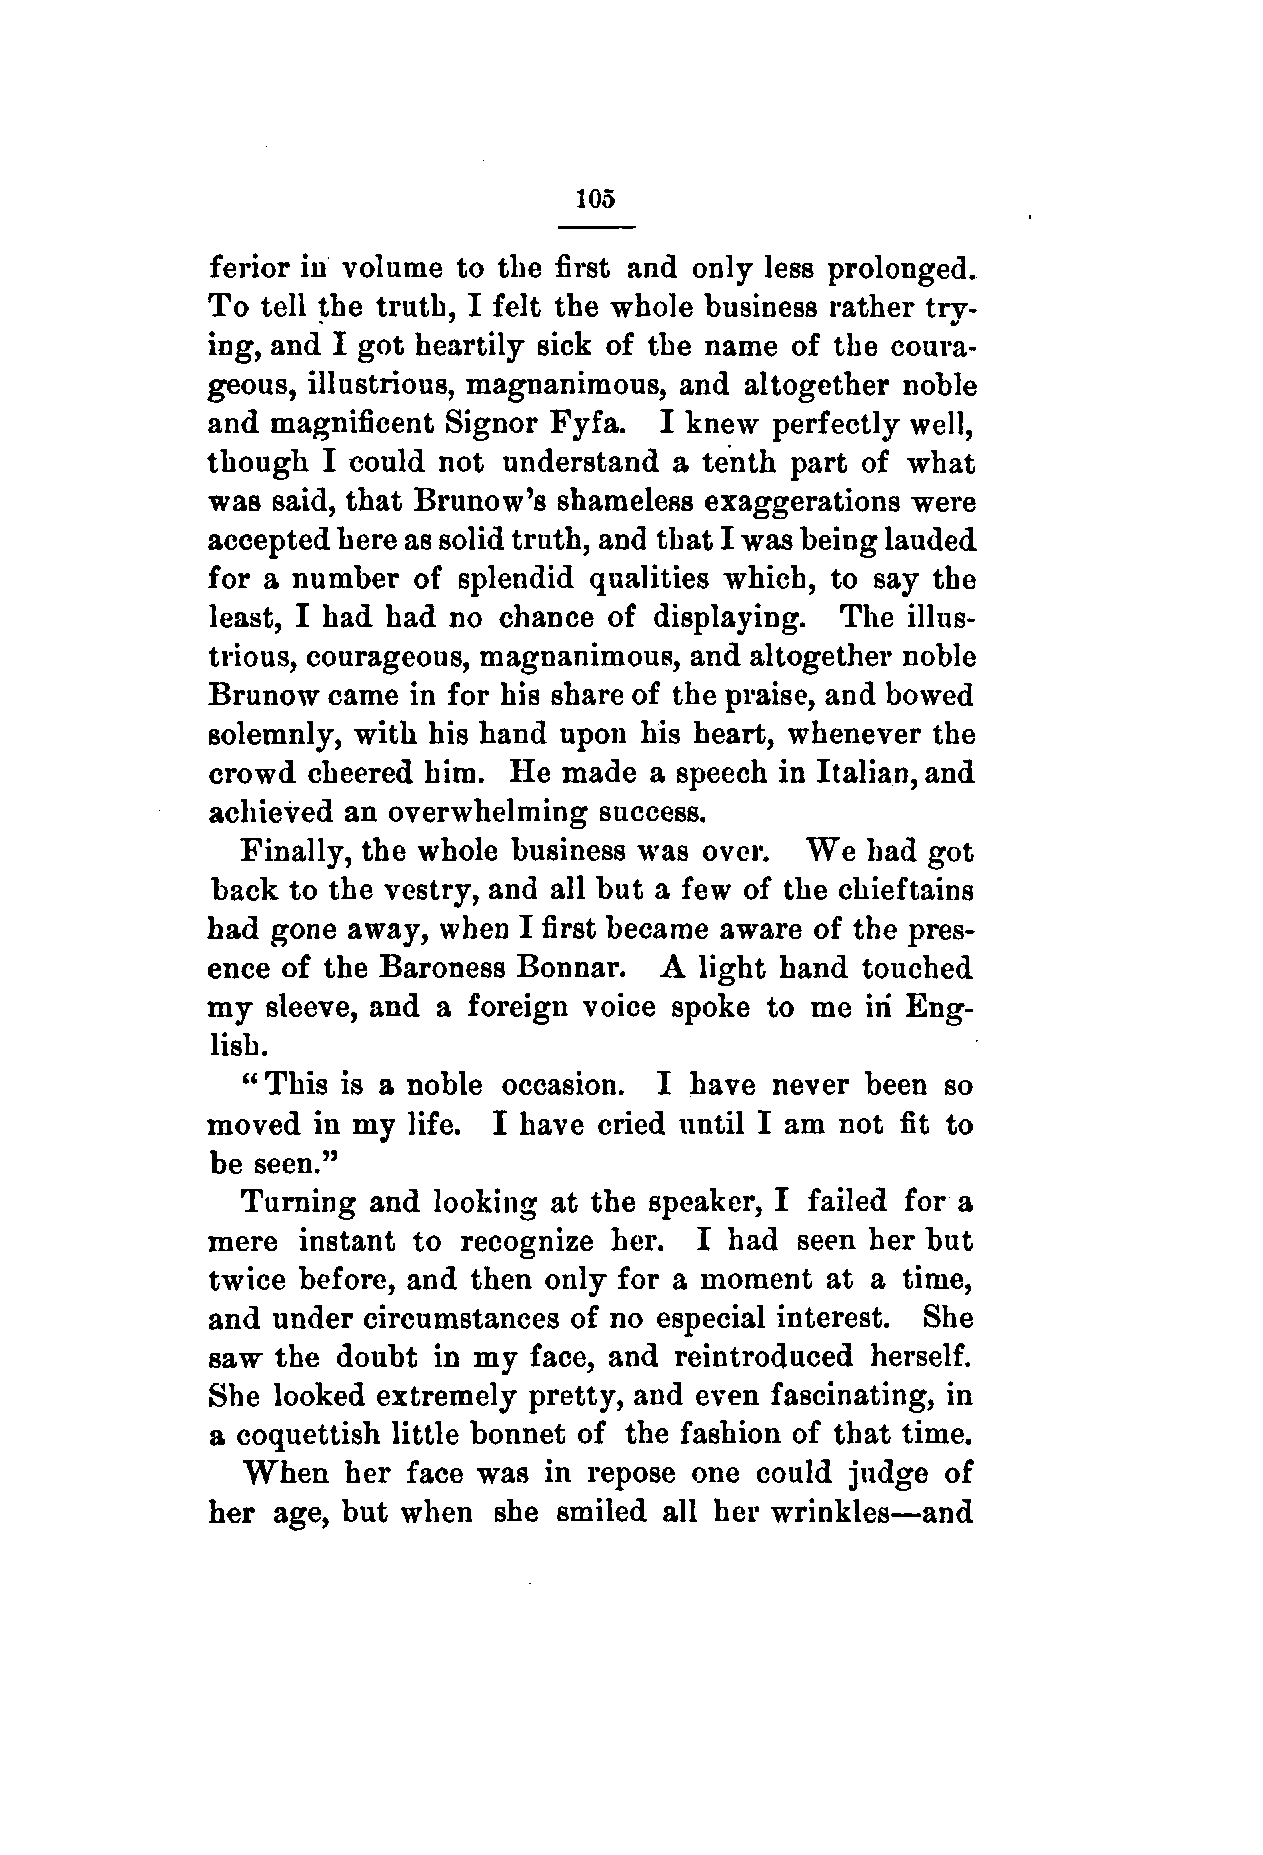 105
ferior in volume to the first and only less prolonged.
To tell the truth, I felt the whole business rather try-
ing, and I got heartily sick of the name of the coura-
geous, illustrious, magnanimous, and altogether noble
and magnificent Signor Fyfa. I knew perfectly well,
though I could not understand a tenth part of what
was said, that Brunow's shameless exaggerations were
accepted here as solid truth, and that I was being lauded
for a number of splendid qualities which, to say the
least, I had had no chance of displaying. The illus-
trious, courageous, magnanimous, and altogether noble
Brunow came in for his share of the praise, and bowed
solemnly, with his hand upon his heart, whenever the
crowd cheered him. He made a speech in Italian, and
achieved an overwhelming success.
Finally, the whole business was over. We had got
back to the vestry, and all but a few of the chieftains
had gone away, when I first became aware of the pres-
ence of the Baroness Bonnar. A light hand touched
my sleeve, and a foreign voice spoke to me in Eng-
lish.
"This is a noble occasion. I have never been so
moved in my life. I have cried until I am not fit to
be seen."
Turning and looking at the speaker, I failed for a
mere instant to recognize her. I had seen her but
twice before, and then only for a moment at a time,
and under circumstances of no especial interest. She
saw the doubt in my face, and reintroduced herself.
She looked extremely pretty, and even fascinating, in
a coquettish little bonnet of the fashion of that time.
When her face was in repose one could judge of
her age, but when she smiled all her wrinkles—and